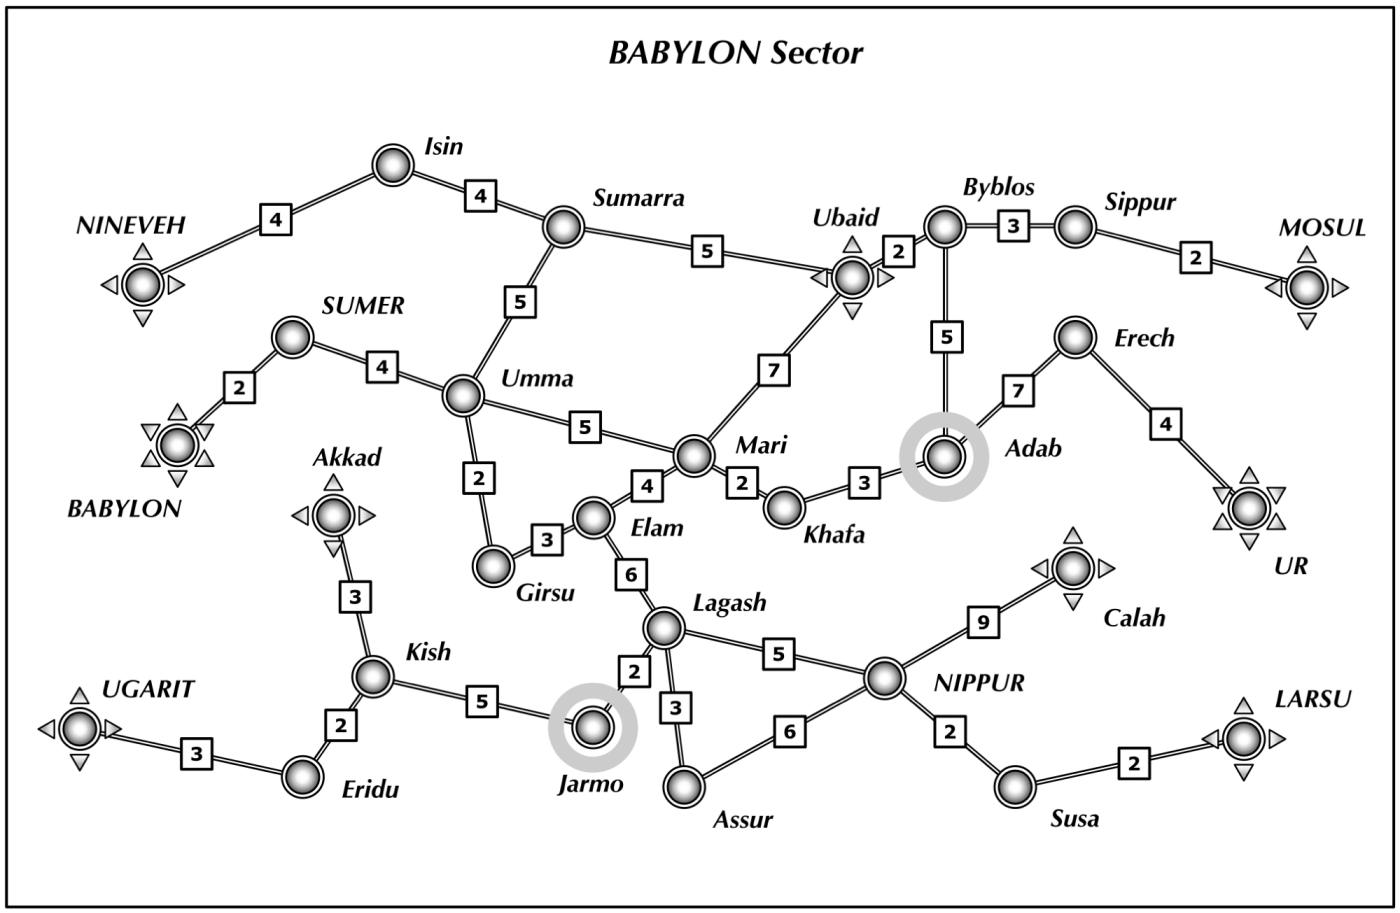 BABYLON Sector
Isin
4
4
Sumarra
NINEVEH
5
Ubaid
2
Byblos
3
Sippur
2
MOSUL
SUMER
5
2
4
Umma
7
5
Erech
7
4
BABYLON
Akkad
5
Mari
Adab
2
4
2
3
Khafa
Elam
3
Girsu
6
UR
3
Lagash
9
Calah
Kish
2
5
NIPPUR
UGARIT
5
3
2
3
6
2
LARSU
2
Eridu
Jarmo
Assur
Susa